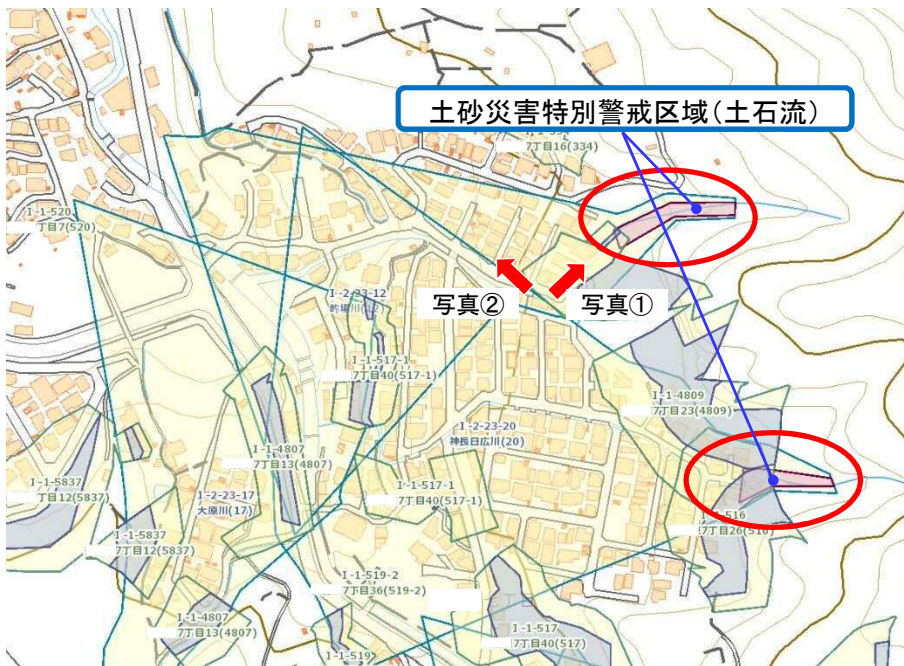 土砂災害特別警戒区域(土石流)
7丁目16(334)
I-1-520
丁目7(520)
写真②
写真①
I-2-23-12
的場川(12)
I-1-517-1
7丁目40(517-1)
I-1-4809
7丁目23(4809)
I-2-23-20
神長日広川(20)
I-1-4807
7丁目13(4807)
I-1-5837
丁目12(5837)
I-2-23-17
大原川(17)
I-1-517-1
7丁目40(517-1)
I-1-516
I-1-5837
7丁目12(5837)
I-1-519-2
7丁目36(519-2)
I-1-4807
7丁目13(4807)
I-1-517
7丁目40(517)
I-1-519